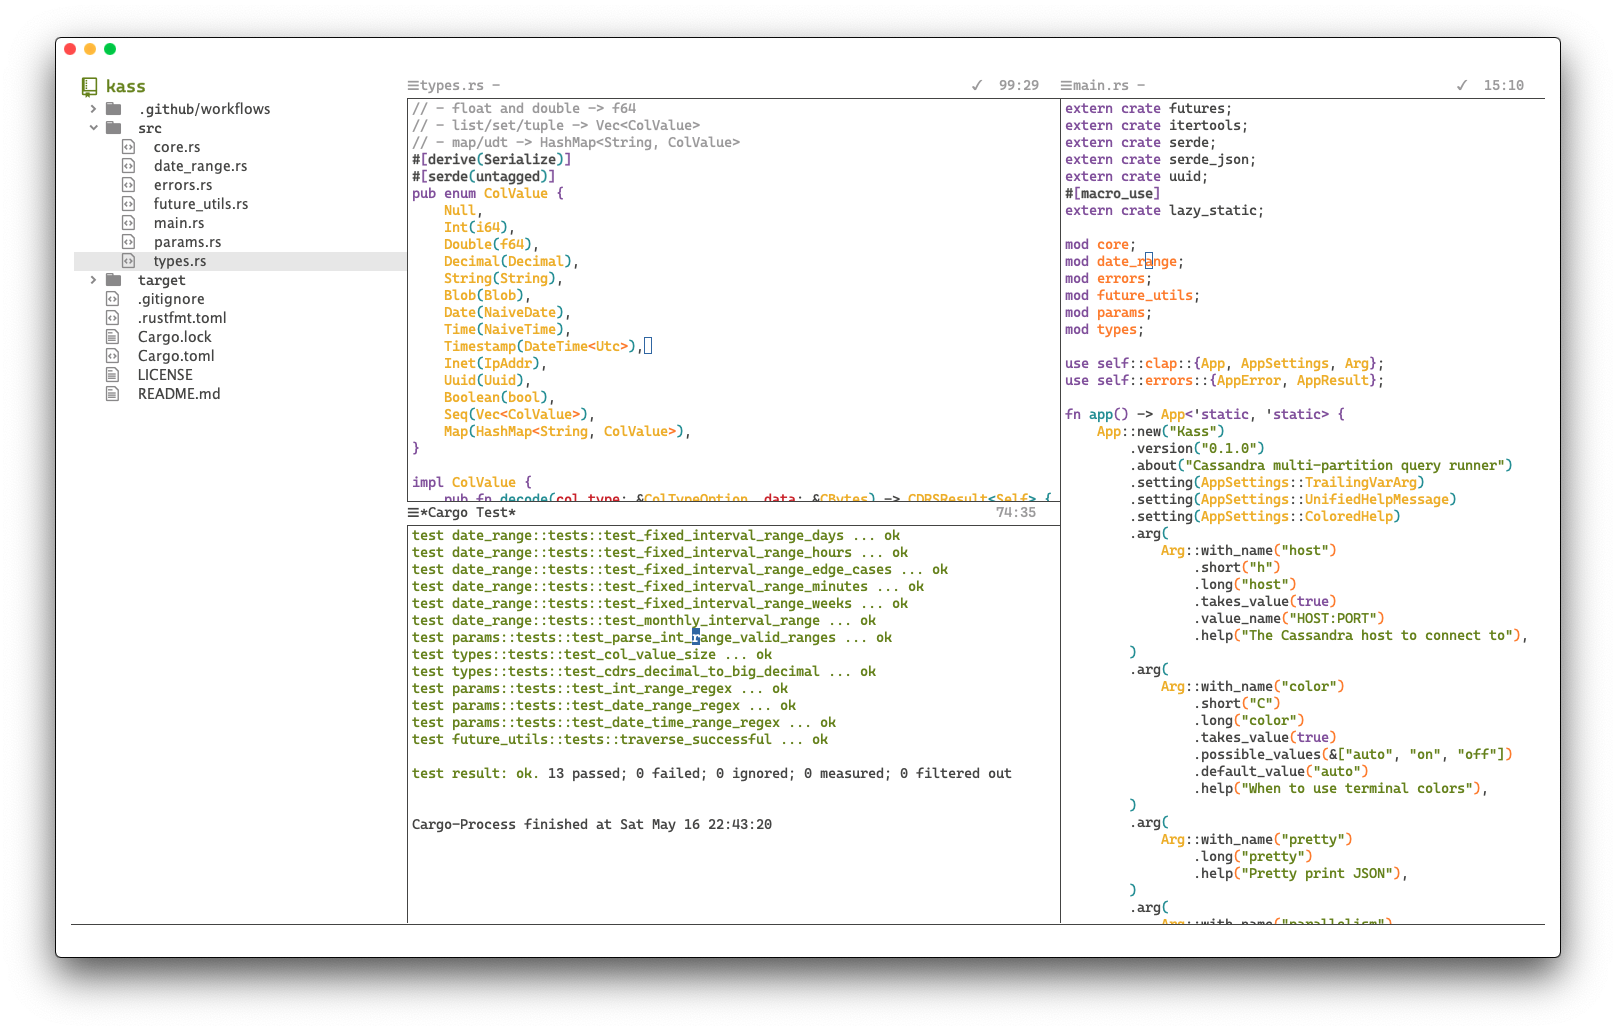 kass
.github/workflows
src
core.rs
date_range.rs
errors.rs
future_utils.rs
main.rs
params.rs
types.rs
target
.gitignore
.rustfmt.toml
Cargo.lock
Cargo.toml
LICENSE
README.md
types.rs - ✓ 99:29
// - float and double -> f64
// - list/set/tuple -> Vec<ColValue>
// - map/udt -> HashMap<String, ColValue>
#[derive(Serialize)]
#[serde(untagged)]
pub enum ColValue {
    Null,
    Int(i64),
    Double(f64),
    Decimal(Decimal),
    String(String),
    Blob(Blob),
    Date(NaiveDate),
    Time(NaiveTime),
    Timestamp(DateTime<Utc>),
    Inet(IpAddr),
    Uuid(Uuid),
    Boolean(bool),
    Seq(Vec<ColValue>),
    Map(HashMap<String, ColValue>),
}
impl ColValue {
    pub fn decode(col_type: &ColTypeOption, data: &CBytes) -> CDRSResult<Self> {
*Cargo Test* 74:35
test date_range::tests::test_fixed_interval_range_days ... ok
test date_range::tests::test_fixed_interval_range_hours ... ok
test date_range::tests::test_fixed_interval_range_edge_cases ... ok
test date_range::tests::test_fixed_interval_range_minutes ... ok
test date_range::tests::test_fixed_interval_range_weeks ... ok
test date_range::tests::test_monthly_interval_range ... ok
test params::tests::test_parse_int_range_valid_ranges ... ok
test types::tests::test_col_value_size ... ok
test types::tests::test_cdrs_decimal_to_big_decimal ... ok
test params::tests::test_int_range_regex ... ok
test params::tests::test_date_range_regex ... ok
test params::tests::test_date_time_range_regex ... ok
test future_utils::tests::traverse_successful ... ok
test result: ok. 13 passed; 0 failed; 0 ignored; 0 measured; 0 filtered out
Cargo-Process finished at Sat May 16 22:43:20
main.rs - ✓ 15:10
extern crate futures;
extern crate itertools;
extern crate serde;
extern crate serde_json;
extern crate uuid;
#[macro_use]
extern crate lazy_static;
mod core;
mod date_range;
mod errors;
mod future_utils;
mod params;
mod types;
use self::clap::{App, AppSettings, Arg};
use self::errors::{AppError, AppResult};
fn app() -> App<'static, 'static> {
    App::new("Kass")
        .version("0.1.0")
        .about("Cassandra multi-partition query runner")
        .setting(AppSettings::TrailingVarArg)
        .setting(AppSettings::UnifiedHelpMessage)
        .setting(AppSettings::ColoredHelp)
        .arg(
            Arg::with_name("host")
                .short("h")
                .long("host")
                .takes_value(true)
                .value_name("HOST:PORT")
                .help("The Cassandra host to connect to"),
        )
        .arg(
            Arg::with_name("color")
                .short("C")
                .long("color")
                .takes_value(true)
                .possible_values(&["auto", "on", "off"])
                .default_value("auto")
                .help("When to use terminal colors"),
        )
        .arg(
            Arg::with_name("pretty")
                .long("pretty")
                .help("Pretty print JSON"),
        )
        .arg(
            Arg::with_name("parallelism")